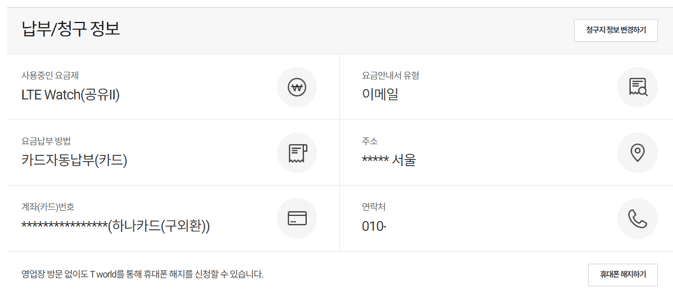 납부/청구 정보
청구지 정보 변경하기
사용중인 요금제
LTE Watch(공유II)
요금안내서 유형
이메일
요금납부 방법
카드자동납부(카드)
주소
***** 서울
계좌(카드)번호
****************(하나카드(구외환))
연락처
010-
영업장 방문 없이도 T world를 통해 휴대폰 해지를 신청할 수 있습니다.
휴대폰 해지하기